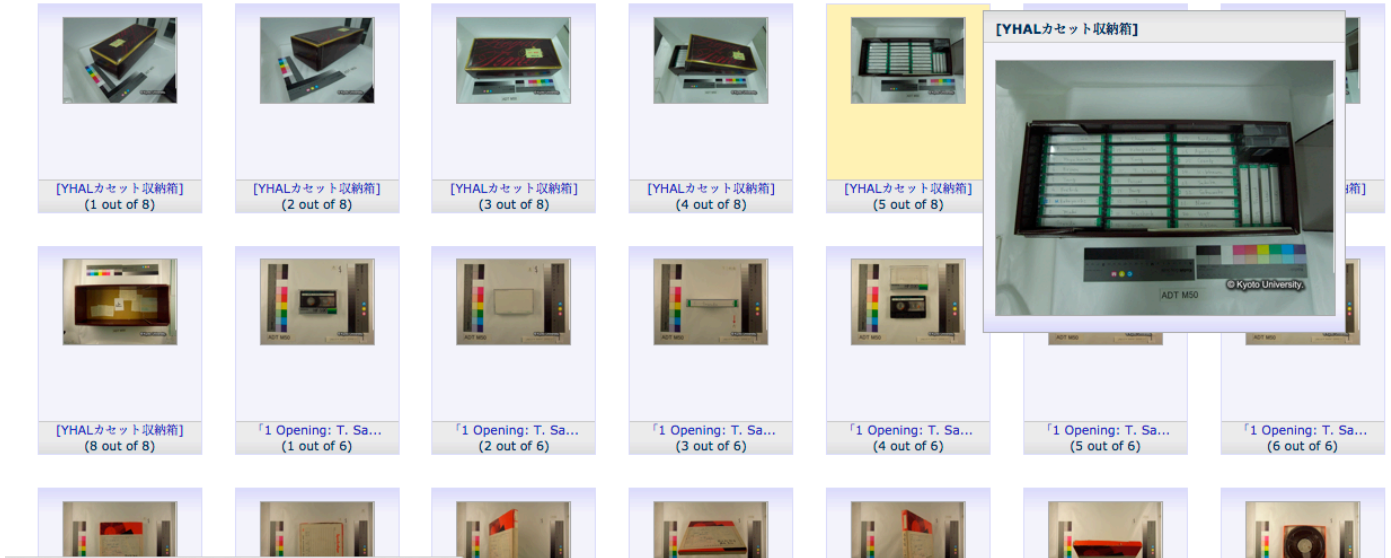 [YHALカセット収納箱]
(1 out of 8)
[YHALカセット収納箱]
(2 out of 8)
[YHALカセット収納箱]
(3 out of 8)
[YHALカセット収納箱]
(4 out of 8)
[YHALカセット収納箱]
(5 out of 8)
[YHALカセット収納箱]
© Kyoto University.
ADT M50
箱]
[YHALカセット収納箱]
(8 out of 8)
「1 Opening: T. Sa...
(1 out of 6)
「1 Opening: T. Sa...
(2 out of 6)
「1 Opening: T. Sa...
(3 out of 6)
「1 Opening: T. Sa...
(4 out of 6)
「1 Opening: T. Sa...
(5 out of 6)
「1 Opening: T. Sa...
(6 out of 6)